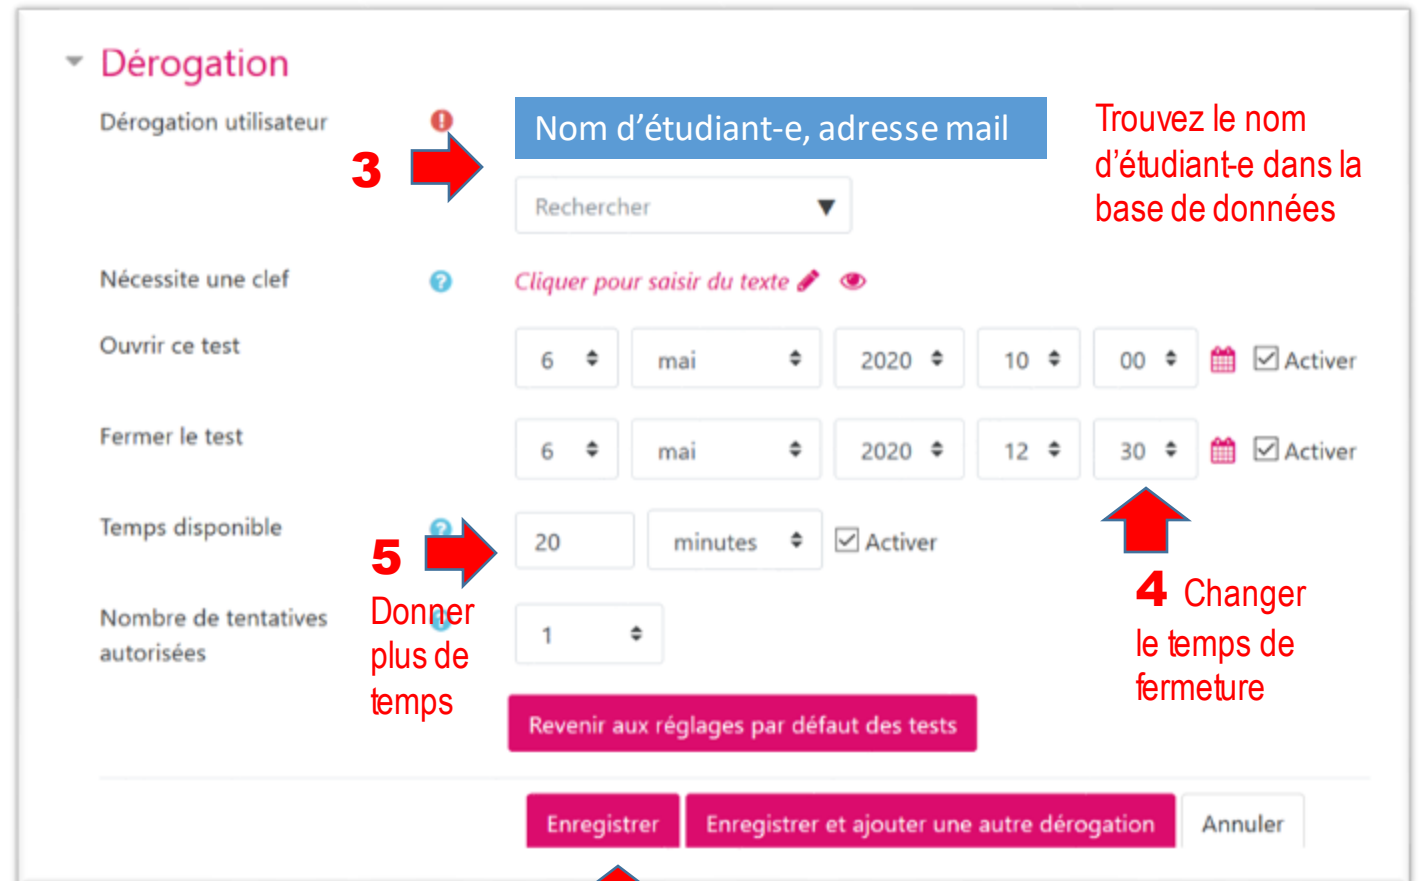 Dérogation
Dérogation utilisateur
3
Nom d’étudiant-e, adresse mail
Rechercher
Trouvez le nom
d’étudiant-e dans la
base de données
Nécessite une clef
Cliquer pour saisir du texte
Ouvrir ce test
6 mai 2020 10 00 Activer
Fermer le test
6 mai 2020 12 30 Activer
Temps disponible
20 minutes Activer
5
Donner
plus de
temps
4 Changer
le temps de
fermeture
Nombre de tentatives
autorisées
1
Revenir aux réglages par défaut des tests
Enregistrer
Enregistrer et ajouter une autre dérogation
Annuler